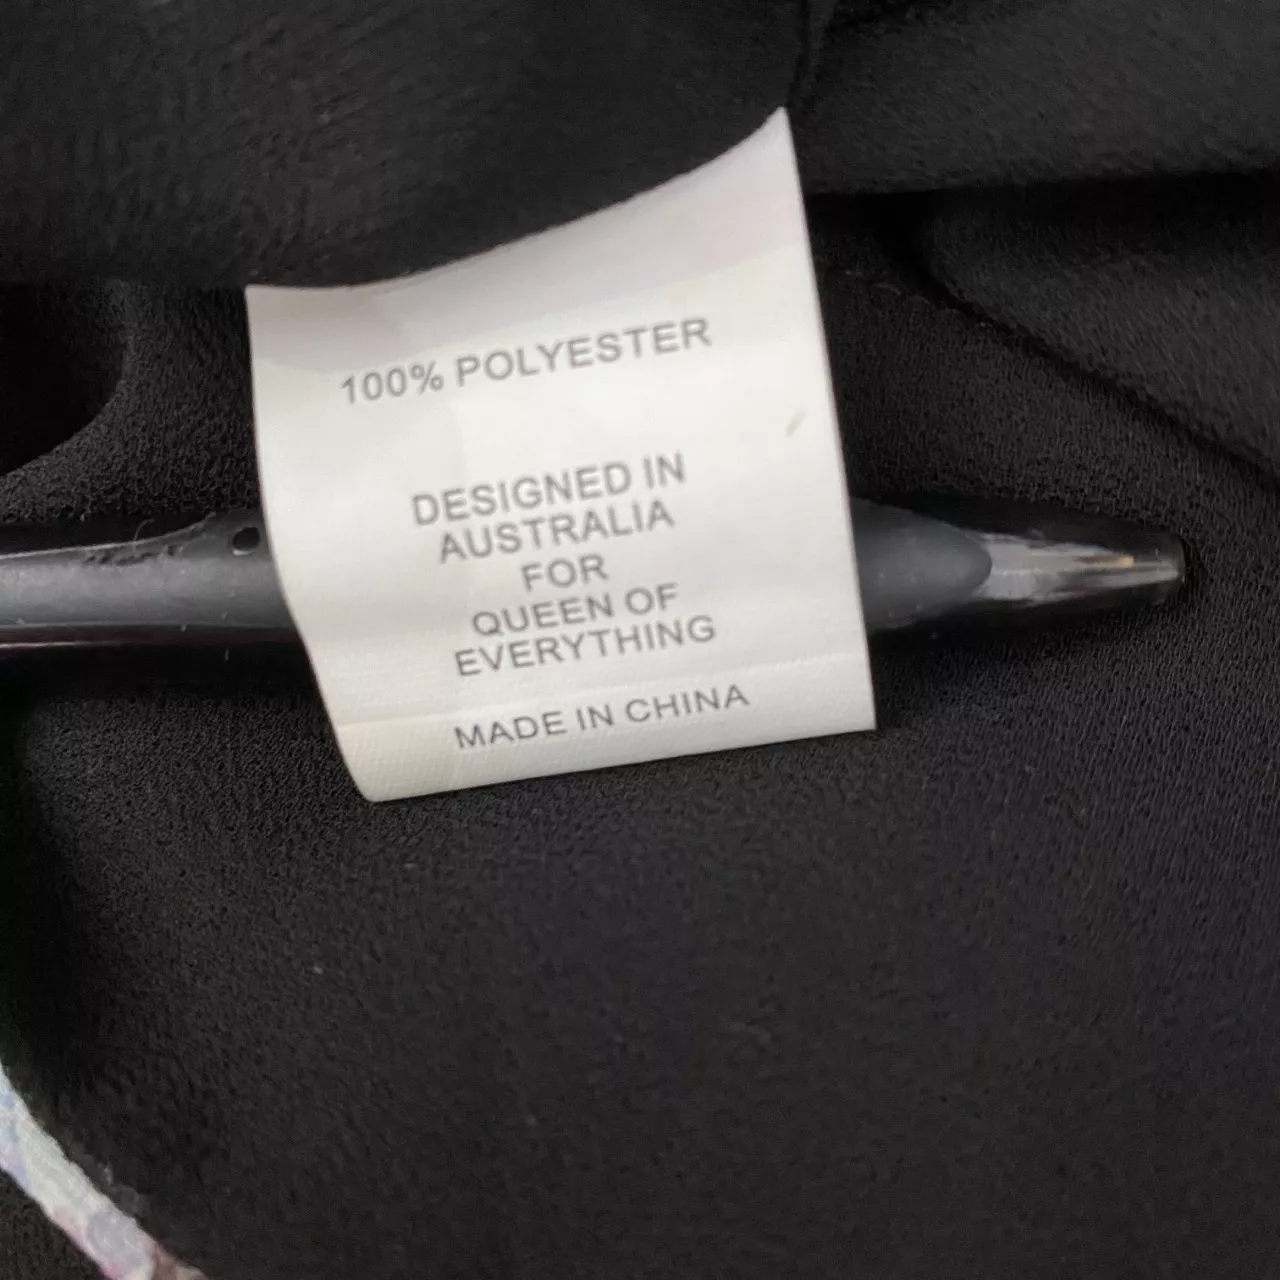 100% POLYESTER
DESIGNED IN
AUSTRALIA
FOR
QUEEN OF
EVERYTHING
MADE IN CHINA